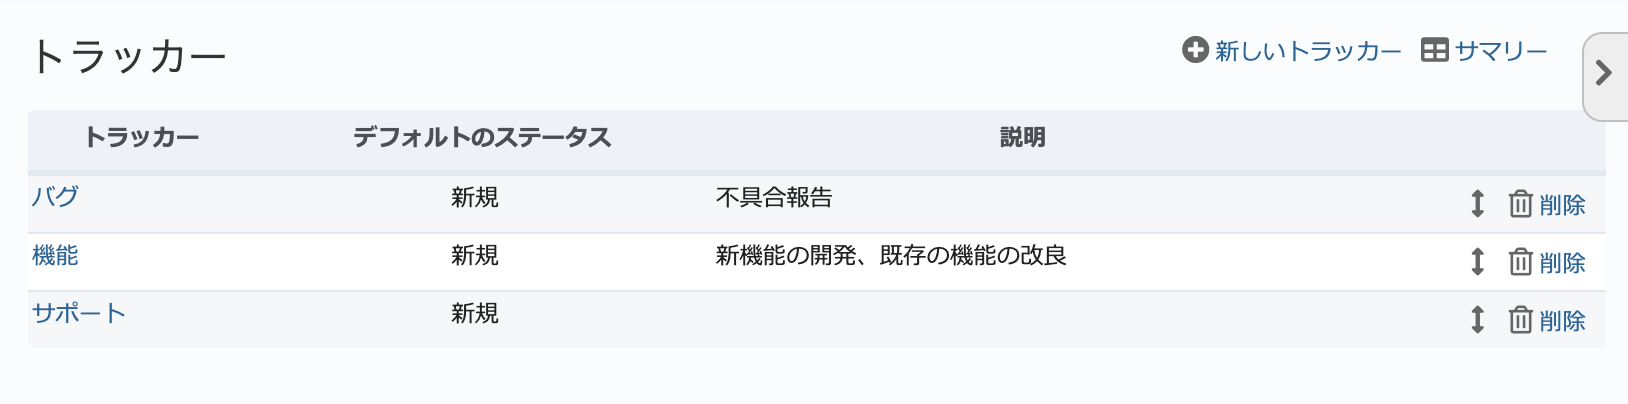 トラッカー
新しいトラッカー サマリー
トラッカー デフォルトのステータス 説明
バグ 新規 不具合報告 削除
機能 新規 新機能の開発、既存の機能の改良 削除
サポート 新規 削除